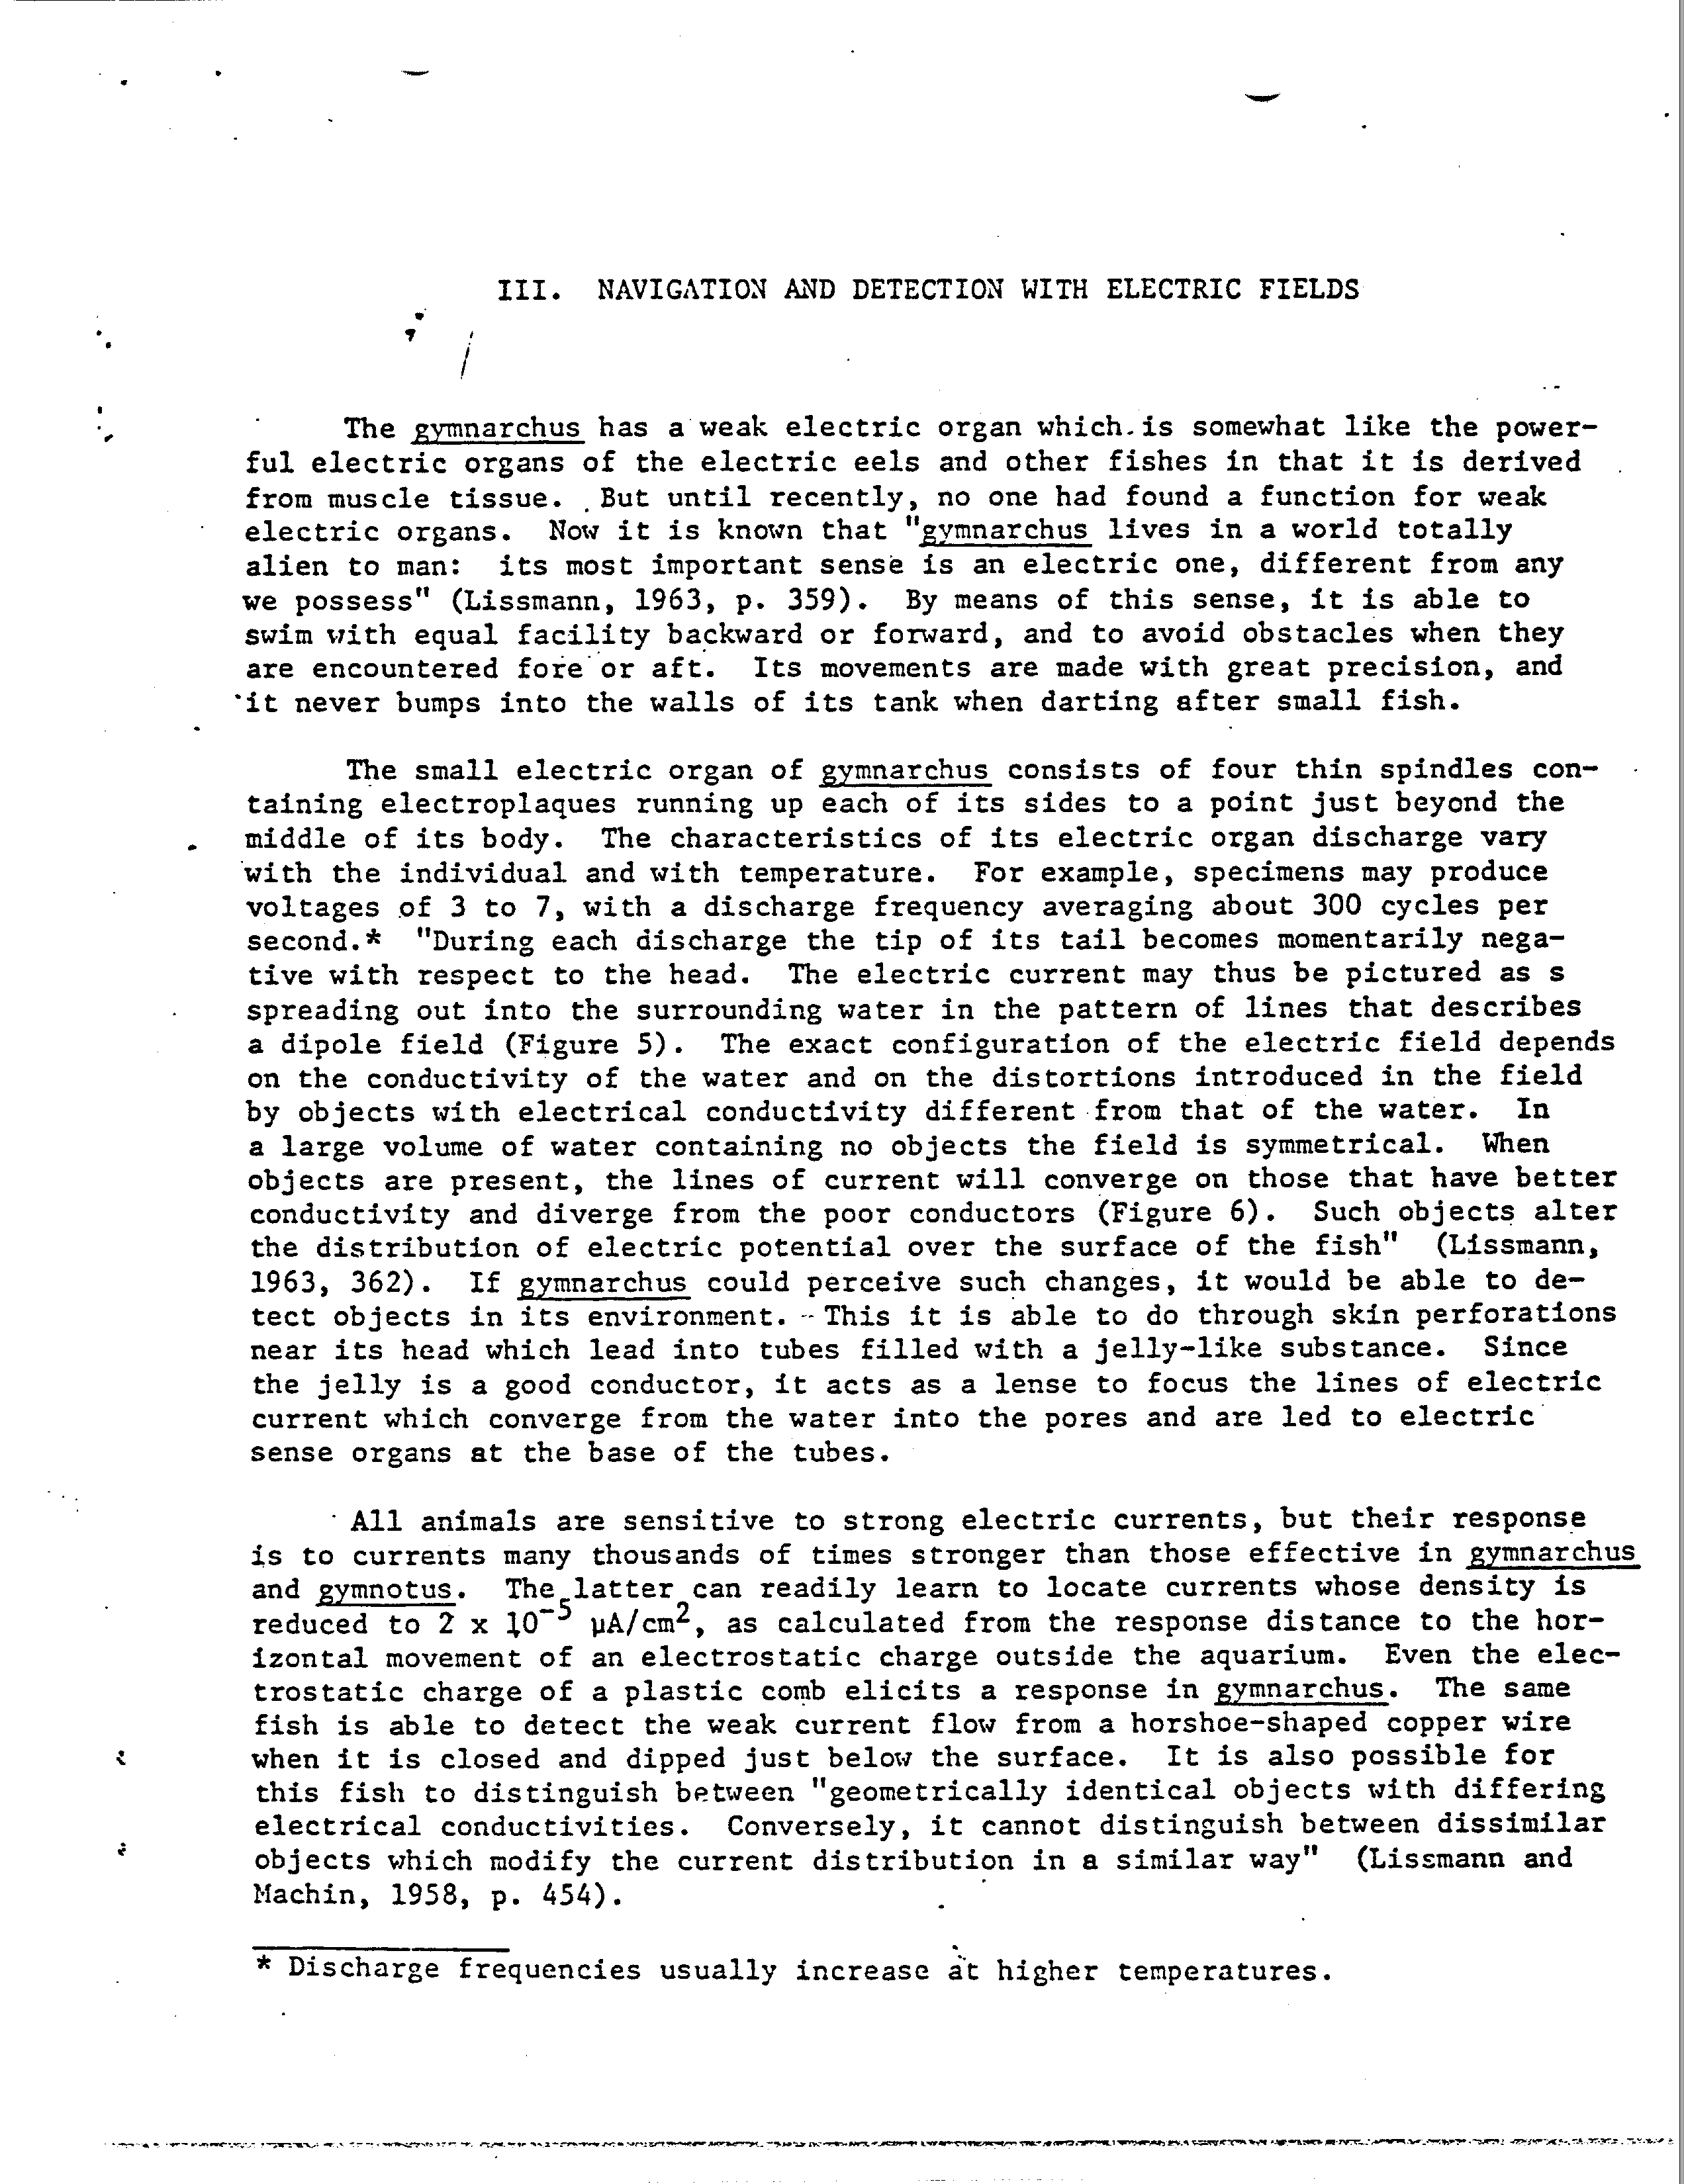 III. NAVIGATION AND DETECTION WITH ELECTRIC FIELDS
The gymnarchus has a weak electric organ which is somewhat like the power-
ful electric organs of the electric eels and other fishes in that it is derived
from muscle tissue. But until recently, no one had found a function for weak
electric organs. Now it is known that "gymnarchus lives in a world totally
alien to man: its most important sense is an electric one, different from any
we possess" (Lissmann, 1963, p. 359). By means of this sense, it is able to
swim with equal facility backward or forward, and to avoid obstacles when they
are encountered fore or aft. Its movements are made with great precision, and
it never bumps into the walls of its tank when darting after small fish.
The small electric organ of gymnarchus consists of four thin spindles con-
taining electroplaques running up each of its sides to a point just beyond the
middle of its body. The characteristics of its electric organ discharge vary
with the individual and with temperature. For example, specimens may produce
voltages of 3 to 7, with a discharge frequency averaging about 300 cycles per
second.* "During each discharge the tip of its tail becomes momentarily nega-
tive with respect to the head. The electric current may thus be pictured as s
spreading out into the surrounding water in the pattern of lines that describes
a dipole field (Figure 5). The exact configuration of the electric field depends
on the conductivity of the water and on the distortions introduced in the field
by objects with electrical conductivity different from that of the water. In
a large volume of water containing no objects the field is symmetrical. When
objects are present, the lines of current will converge on those that have better
conductivity and diverge from the poor conductors (Figure 6). Such objects alter
the distribution of electric potential over the surface of the fish" (Lissmann,
1963, 362). If gymnarchus could perceive such changes, it would be able to de-
tect objects in its environment. -- This it is able to do through skin perforations
near its head which lead into tubes filled with a jelly-like substance. Since
the jelly is a good conductor, it acts as a lense to focus the lines of electric
current which converge from the water into the pores and are led to electric
sense organs at the base of the tubes.
All animals are sensitive to strong electric currents, but their response
is to currents many thousands of times stronger than those effective in gymnarchus
and gymnotus. The latter can readily learn to locate currents whose density is
reduced to 2 x 10⁻⁵ µA/cm², as calculated from the response distance to the hor-
izontal movement of an electrostatic charge outside the aquarium. Even the elec-
trostatic charge of a plastic comb elicits a response in gymnarchus. The same
fish is able to detect the weak current flow from a horshoe-shaped copper wire
when it is closed and dipped just below the surface. It is also possible for
this fish to distinguish between "geometrically identical objects with differing
electrical conductivities. Conversely, it cannot distinguish between dissimilar
objects which modify the current distribution in a similar way" (Lissmann and
Machin, 1958, p. 454).
* Discharge frequencies usually increase at higher temperatures.